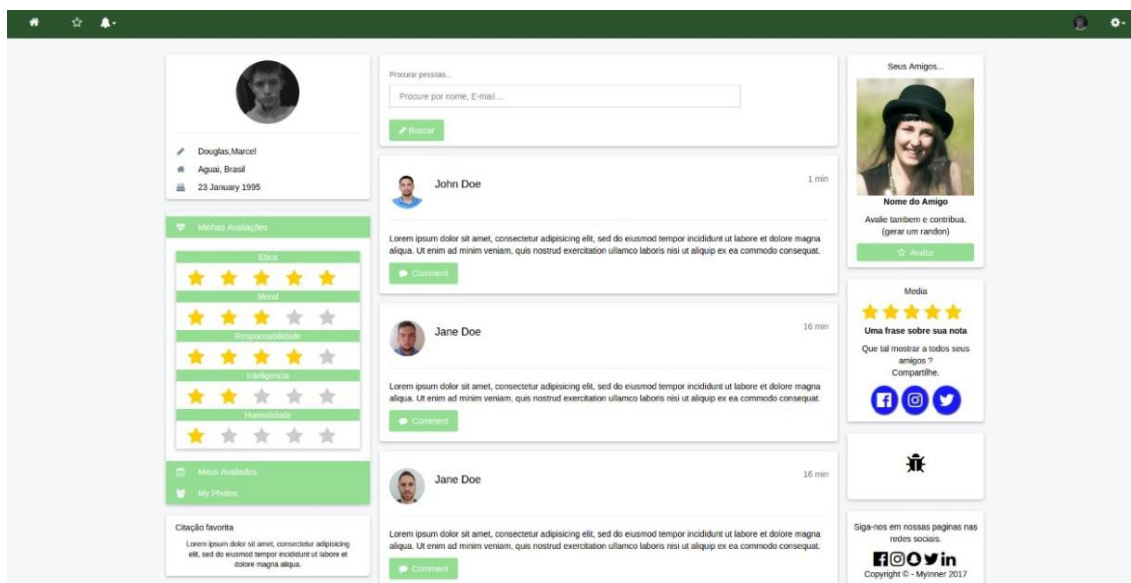 Douglas,Marcel
Aguai, Brasil
23 January 1995
Minhas Avaliações
Etica
Moral
Responsabilidade
Inteligencia
Honestidade
Meus Avaliados
My Photos
Citação favorita
Lorem ipsum dolor sit amet, consectetur adipisicing
elit, sed do eiusmod tempor incididunt ut labore et
dolore magna aliqua.
Procurar pessoas...
Procure por nome, E-mail ...
Buscar
John Doe
1 min
Lorem ipsum dolor sit amet, consectetur adipisicing elit, sed do eiusmod tempor incididunt ut labore et dolore magna
aliqua. Ut enim ad minim veniam, quis nostrud exercitation ullamco laboris nisi ut aliquip ex ea commodo consequat.
Comment
Jane Doe
16 min
Lorem ipsum dolor sit amet, consectetur adipisicing elit, sed do eiusmod tempor incididunt ut labore et dolore magna
aliqua. Ut enim ad minim veniam, quis nostrud exercitation ullamco laboris nisi ut aliquip ex ea commodo consequat.
Comment
Jane Doe
16 min
Lorem ipsum dolor sit amet, consectetur adipisicing elit, sed do eiusmod tempor incididunt ut labore et dolore magna
aliqua. Ut enim ad minim veniam, quis nostrud exercitation ullamco laboris nisi ut aliquip ex ea commodo consequat.
Comment
Seus Amigos...
Nome do Amigo
Avalie tambem e contribua.
(gerar um randon)
Avaliar
Media
Uma frase sobre sua nota
Que tal mostrar a todos seus
amigos ?
Compartilhe.
Siga-nos em nossas paginas nas
redes sociais.
Copyright © - MyInner 2017